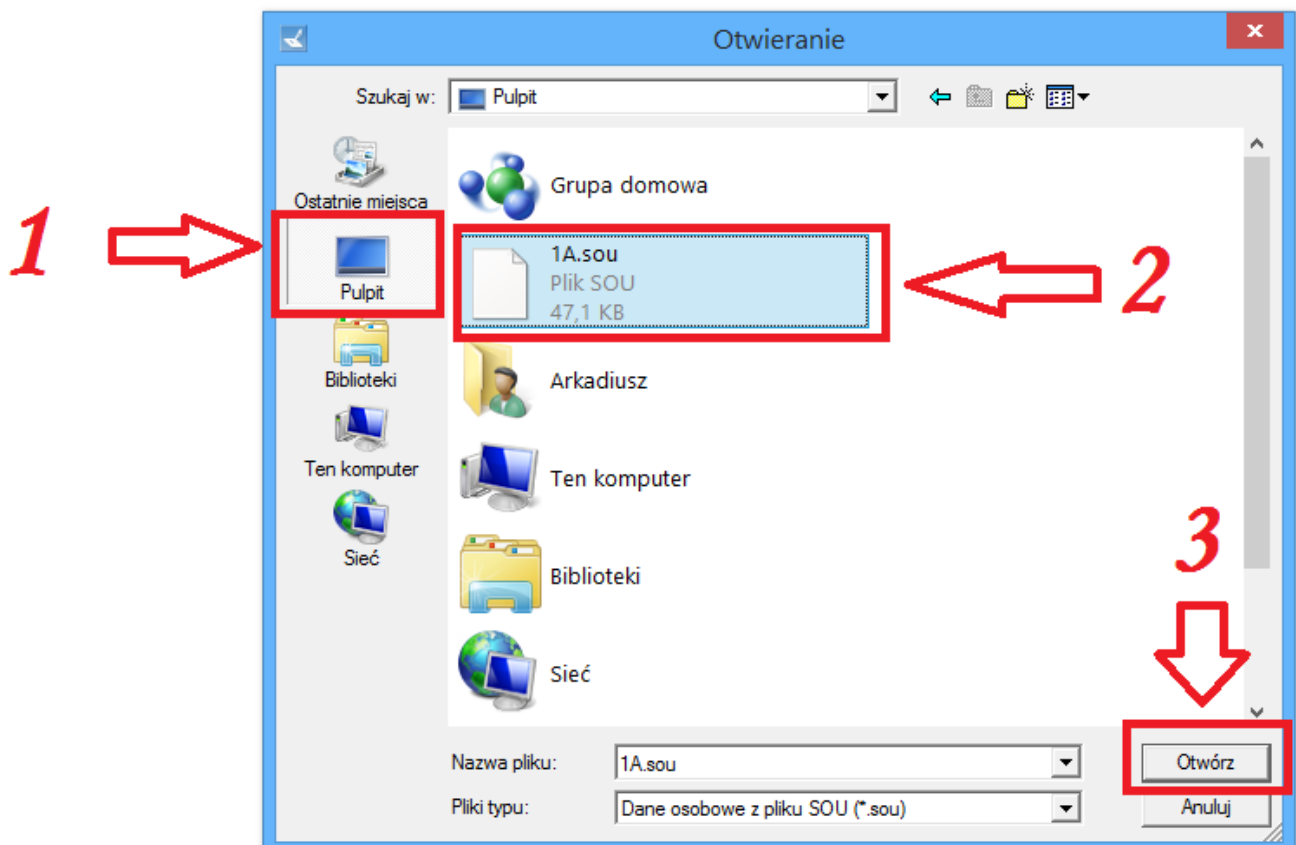 Otwieranie
Szukaj w: Pulpit
Ostatnie miejsca
Pulpit
Biblioteki
Ten komputer
Sieć
Grupa domowa
1A.sou
Plik SOU
47,1 KB
Arkadiusz
Ten komputer
Biblioteki
Sieć
Nazwa pliku: 1A.sou
Otwórz
Pliki typu: Dane osobowe z pliku SOU (*.sou)
Anuluj
1
2
3